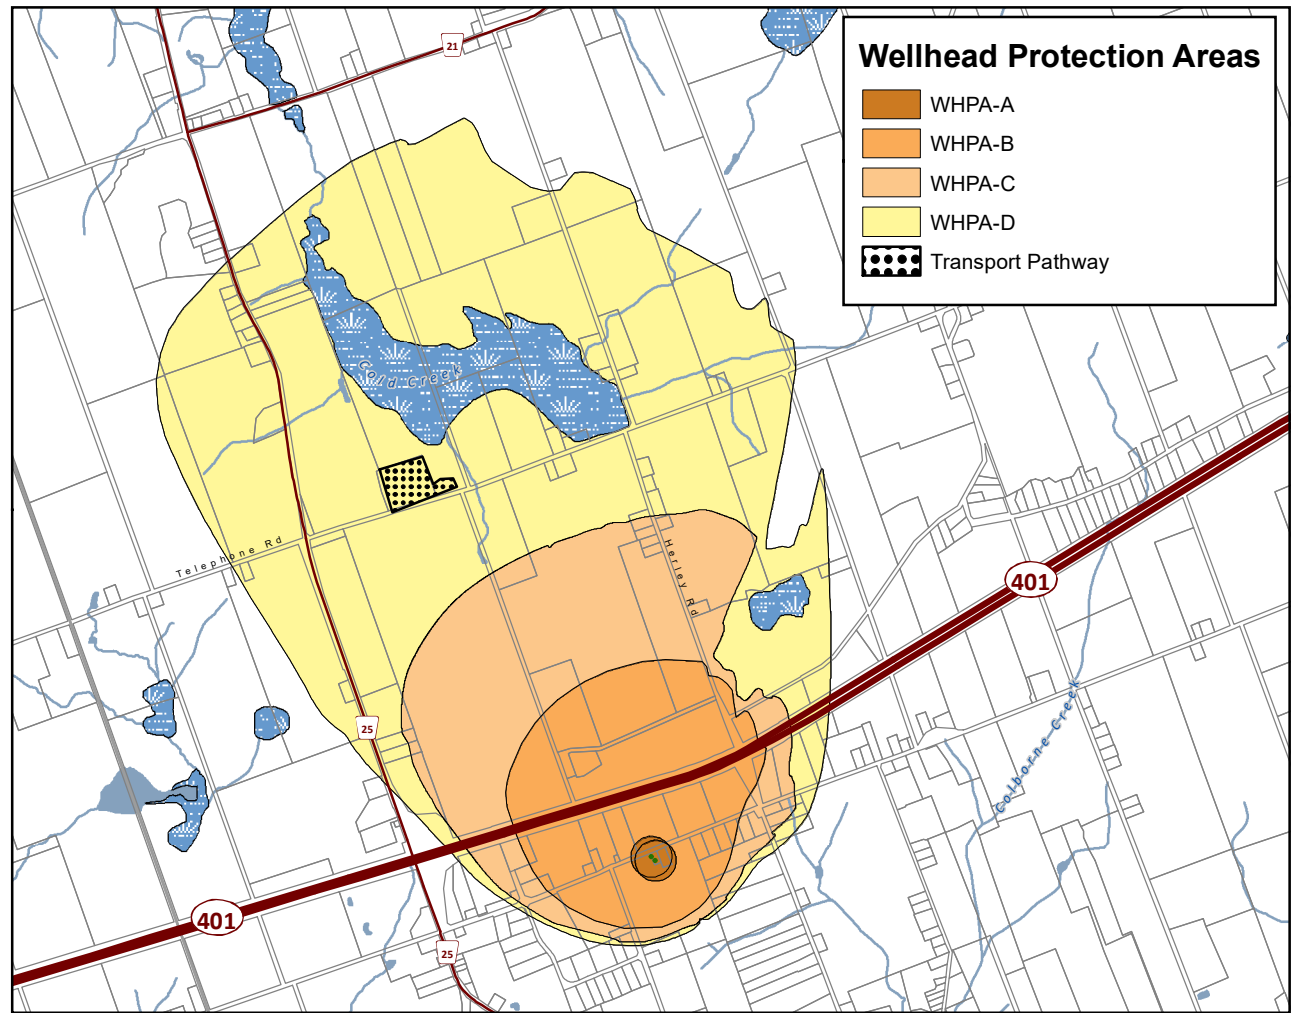 21
Wellhead Protection Areas
WHPA-A
WHPA-B
WHPA-C
WHPA-D
Transport Pathway
Cold Creek
Telephone Rd
Herley Rd
401
25
Colborne Creek
401
25